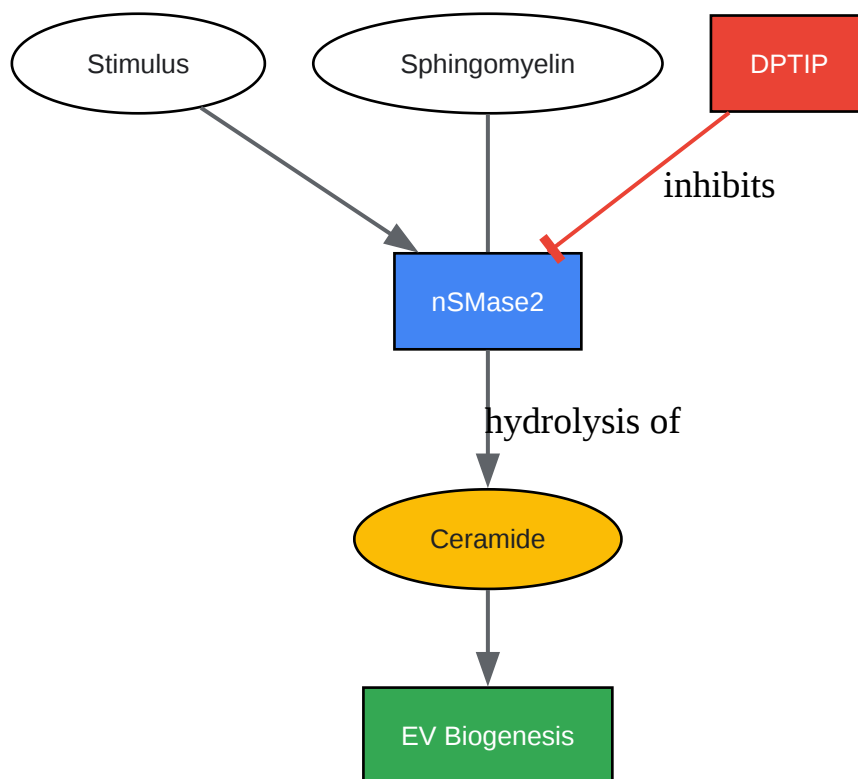 Stimulus
Sphingomyelin
DPTIP
inhibits
nSMase2
hydrolysis of
Ceramide
EV Biogenesis